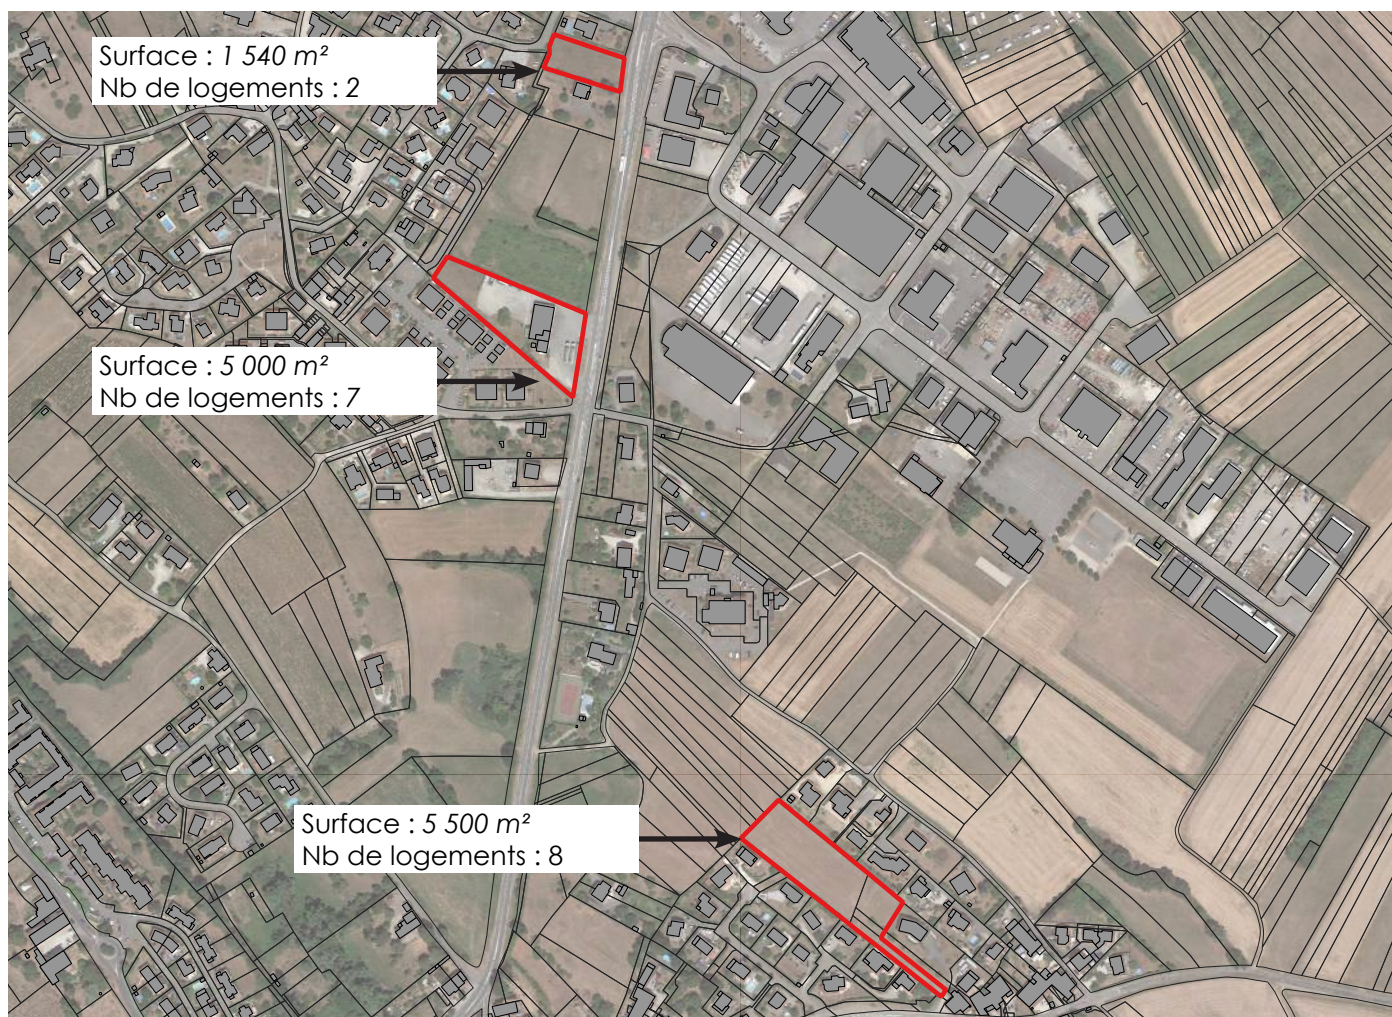 Surface : 1 540 m²
Nb de logements : 2
Surface : 5 000 m²
Nb de logements : 7
Surface : 5 500 m²
Nb de logements : 8